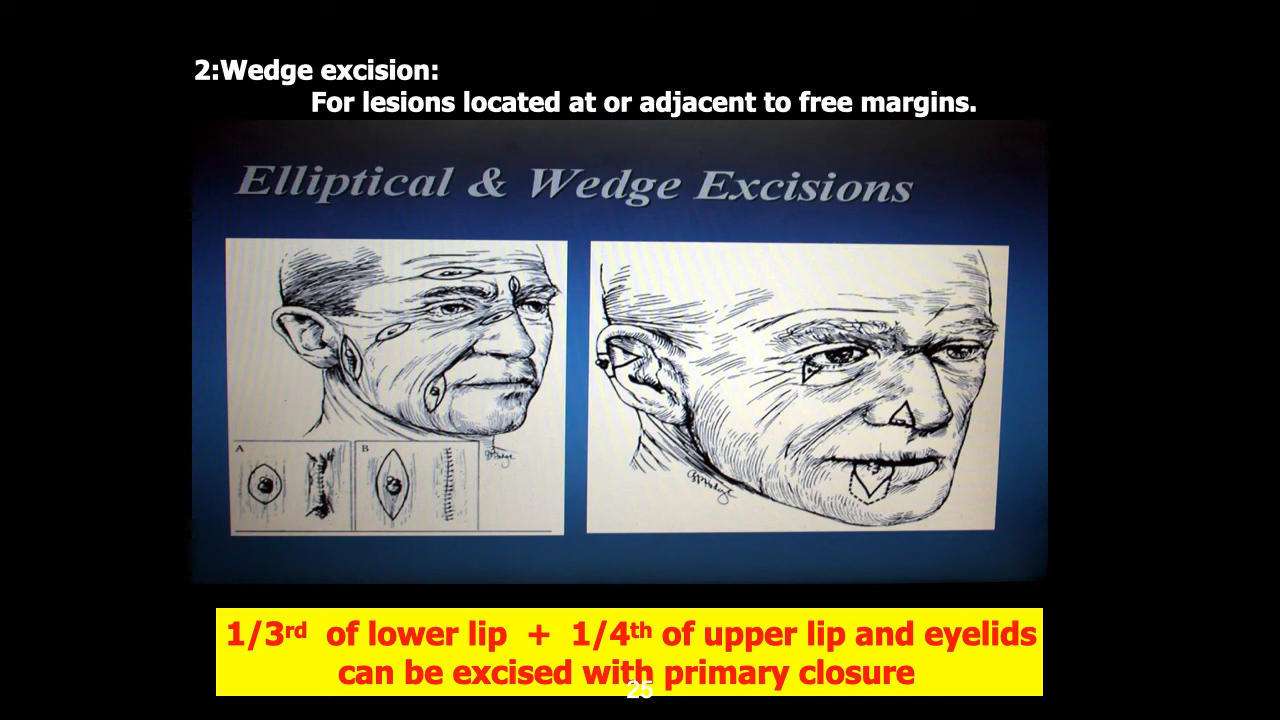 2:Wedge excision:
For lesions located at or adjacent to free margins.
Elliptical & Wedge Excisions
A
B
1/3rd of lower lip + 1/4th of upper lip and eyelids
can be excised with primary closure
25